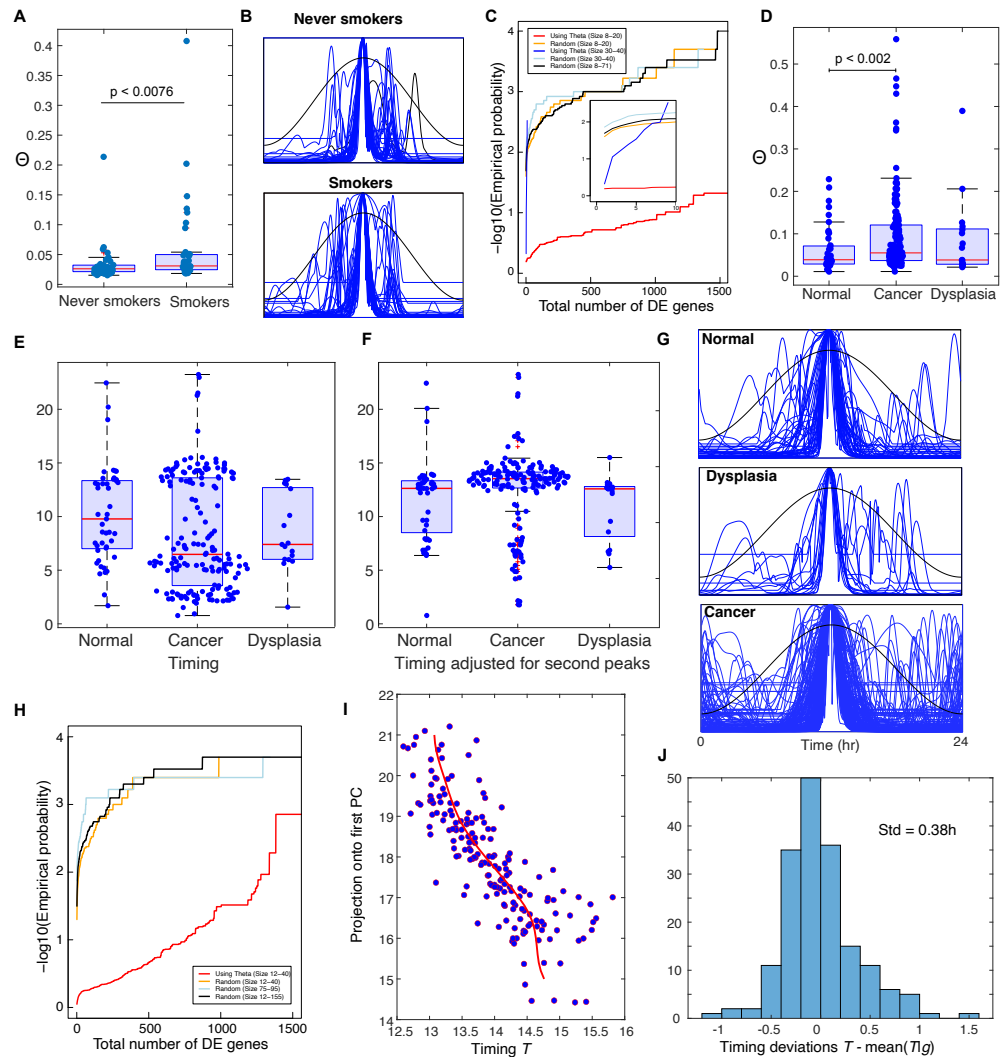 A
0.4
0.35
0.3
0.25
Θ
0.2
0.15
0.1
0.05
0
p < 0.0076
Never smokers
Smokers
B
Never smokers
Smokers
C
4
3
2
1
0
−log10(Empirical probability)
Using Theta (Size 8−20)
Random (Size 8−20)
Using Theta (Size 30−40)
Random (Size 30−40)
Random (Size 8−71)
2
1
0
0
5
10
0
500
1000
1500
Total number of DE genes
D
0.5
0.4
0.3
Θ
0.2
0.1
0
p < 0.002
Normal
Cancer
Dysplasia
E
20
15
10
5
0
Normal
Cancer
Dysplasia
Timing
F
20
15
10
5
0
Normal
Cancer
Dysplasia
Timing adjusted for second peaks
G
Normal
Dysplasia
Cancer
0
Time (hr)
24
H
4
3
2
1
0
−log10(Empirical probability)
Using Theta (Size 12−40)
Random (Size 12−40)
Random (Size 75−95)
Random (Size 12−155)
0
500
1000
1500
Total number of DE genes
I
22
21
20
19
18
17
16
15
14
Projection onto first PC
12.5
13
13.5
14
14.5
15
15.5
16
Timing T
J
50
40
30
20
10
0
Std = 0.38h
-1
-0.5
0
0.5
1
1.5
Timing deviations T - mean(T|g)